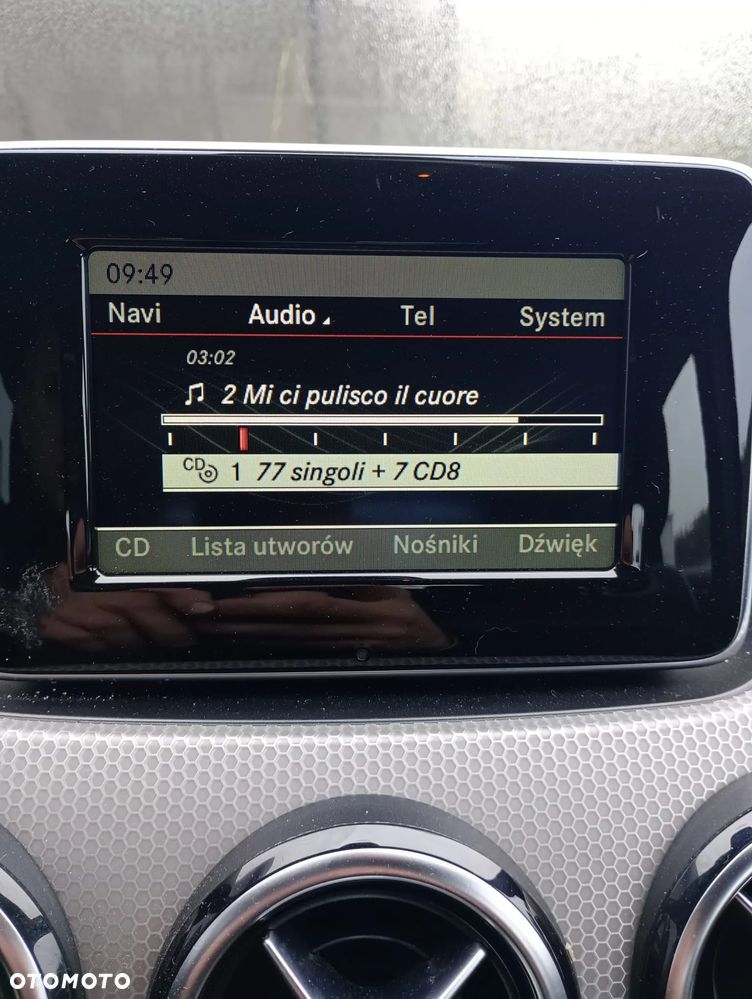 09:49
Navi Audio Tel System
03:02
2 Mi ci pulisco il cuore
CD 1 77 singoli + 7 CD8
CD Lista utworów Nośniki Dźwięk
OTOMOTO